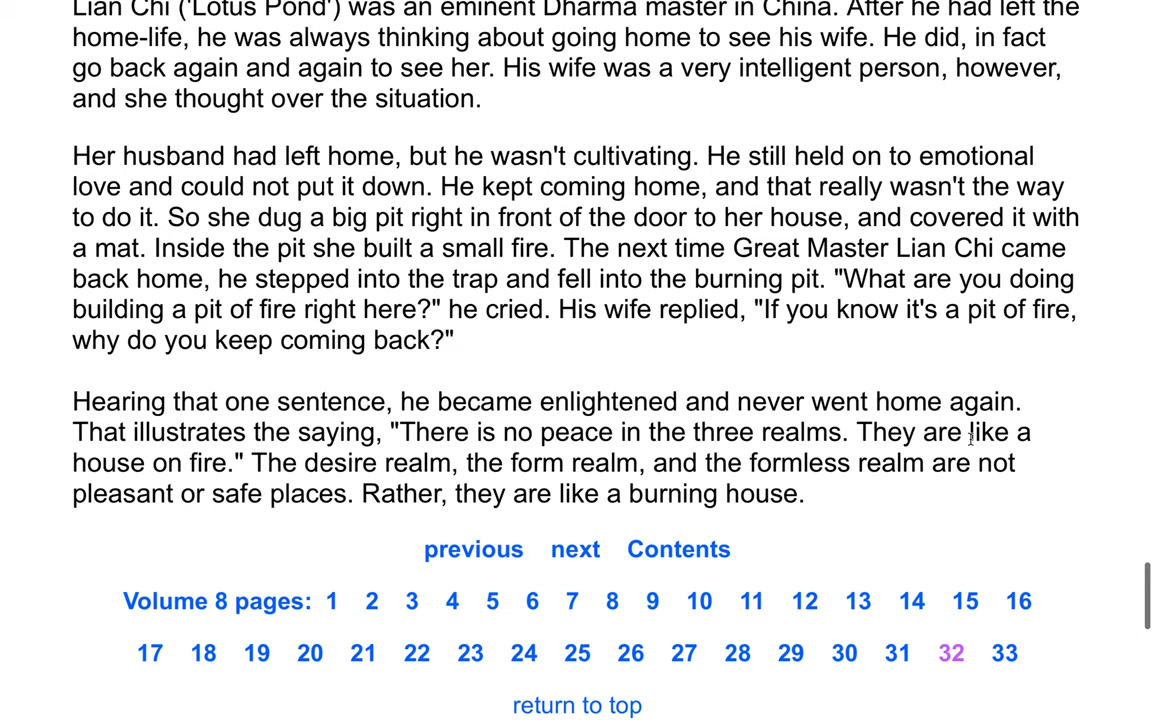 Lian Chi ('Lotus Pond') was an eminent Dharma master in China. After he had left the
home-life, he was always thinking about going home to see his wife. He did, in fact
go back again and again to see her. His wife was a very intelligent person, however,
and she thought over the situation.
Her husband had left home, but he wasn't cultivating. He still held on to emotional
love and could not put it down. He kept coming home, and that really wasn't the way
to do it. So she dug a big pit right in front of the door to her house, and covered it with
a mat. Inside the pit she built a small fire. The next time Great Master Lian Chi came
back home, he stepped into the trap and fell into the burning pit. "What are you doing
building a pit of fire right here?" he cried. His wife replied, "If you know it's a pit of fire,
why do you keep coming back?"
Hearing that one sentence, he became enlightened and never went home again.
That illustrates the saying, "There is no peace in the three realms. They are like a
house on fire." The desire realm, the form realm, and the formless realm are not
pleasant or safe places. Rather, they are like a burning house.
previous next Contents
Volume 8 pages: 1 2 3 4 5 6 7 8 9 10 11 12 13 14 15 16
17 18 19 20 21 22 23 24 25 26 27 28 29 30 31 32 33
return to top